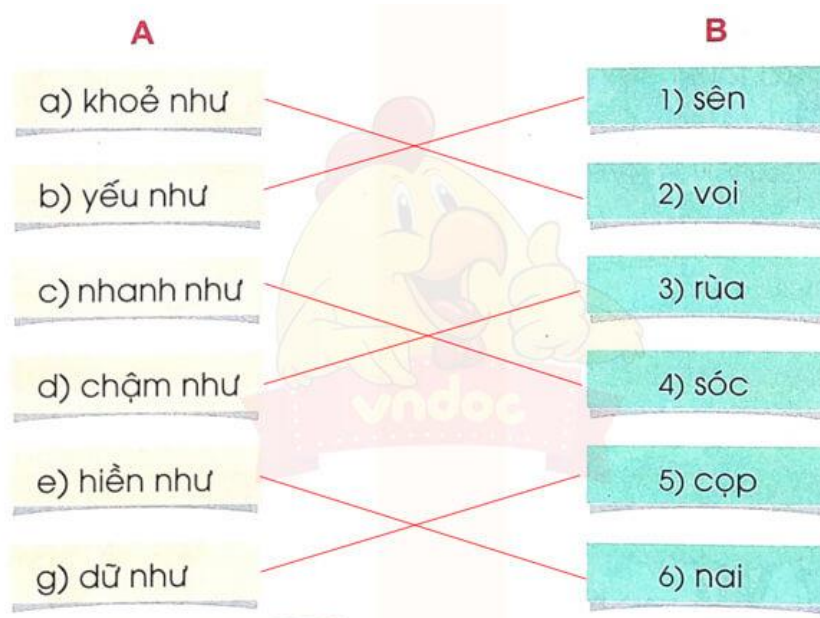 A
B
a) khoẻ như
1) sên
b) yếu như
2) voi
c) nhanh như
3) rùa
d) chậm như
4) sóc
vndoc
e) hiền như
5) cọp
g) dữ như
6) nai